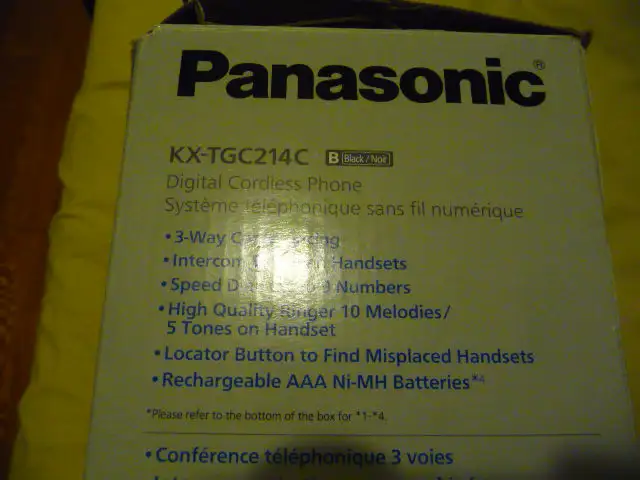 Panasonic®
KX-TGC214C B Black / Noir
Digital Cordless Phone
Système téléphonique sans fil numérique
•3-Way
•Intercom Handsets
•Speed Numbers
•High Quality Ringer 10 Melodies/
5 Tones on Handset
•Locator Button to Find Misplaced Handsets
•Rechargeable AAA Ni-MH Batteries*4
*Please refer to the bottom of the box for *1-*4.
•Conférence téléphonique 3 voies